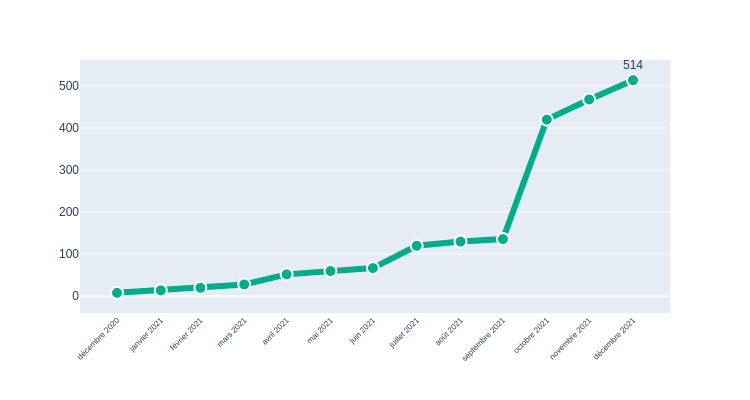 514
500
400
300
200
100
0
décembre 2020
janvier 2021
février 2021
mars 2021
avril 2021
mai 2021
juin 2021
juillet 2021
août 2021
septembre 2021
octobre 2021
novembre 2021
décembre 2021